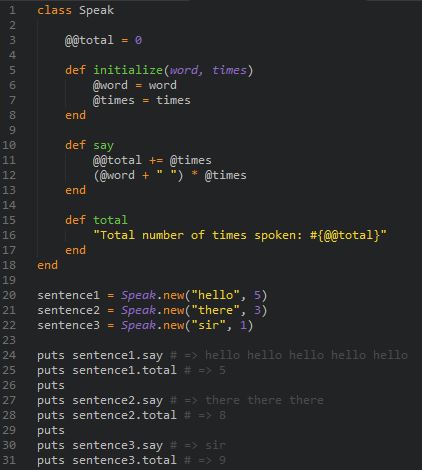 1 class Speak
2
3     @@total = 0
4
5     def initialize(word, times)
6         @word = word
7         @times = times
8     end
9
10     def say
11         @@total += @times
12         (@word + " ") * @times
13     end
14
15     def total
16         "Total number of times spoken: #{@@total}"
17     end
18 end
19
20 sentence1 = Speak.new("hello", 5)
21 sentence2 = Speak.new("there", 3)
22 sentence3 = Speak.new("sir", 1)
23
24 puts sentence1.say # => hello hello hello hello hello
25 puts sentence1.total # => 5
26 puts
27 puts sentence2.say # => there there there
28 puts sentence2.total # => 8
29 puts
30 puts sentence3.say # => sir
31 puts sentence3.total # => 9